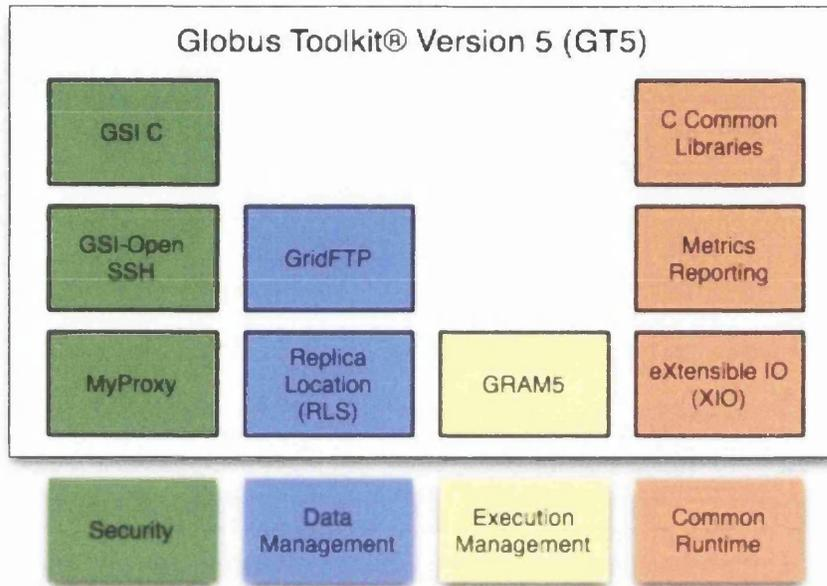 Globus Toolkit® Version 5 (GT5)
GSI C
C Common
Libraries
GSI-Open
SSH
GridFTP
Metrics
Reporting
MyProxy
Replica
Location
(RLS)
GRAM5
eXtensible IO
(XIO)
Security
Data
Management
Execution
Management
Common
Runtime